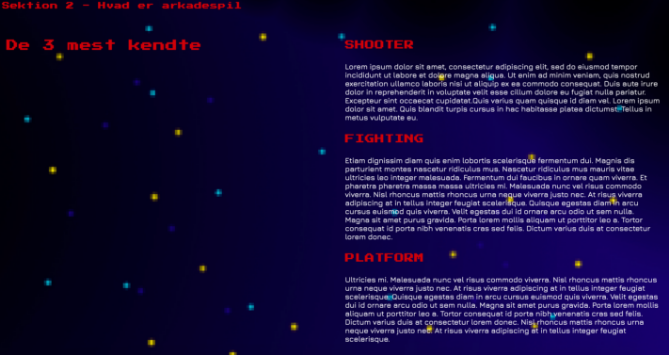 Sektion 2 - Hvad er arkadespil
De 3 mest kendte
SHOOTER
Lorem ipsum dolor sit amet, consectetur adipiscing elit, sed do eiusmod tempor
incididunt ut labore et dolore magna aliqua. Ut enim ad minim veniam, quis nostrud
exercitation ullamco laboris nisi ut aliquip ex ea commodo consequat. Duis aute irure
dolor in reprehenderit in voluptate velit esse cillum dolore eu fugiat nulla pariatur.
Excepteur sint occaecat cupidatat.Quis varius quam quisque id diam vel. Lorem ipsum
dolor sit amet. Quis blandit turpis cursus in hac habitasse platea dictumst. Tellus in
metus vulputate eu.
FIGHTING
Etiam dignissim diam quis enim lobortis scelerisque fermentum dui. Magnis dis
parturient montes nascetur ridiculus mus. Nascetur ridiculus mus mauris vitae
ultricies leo integer malesuada. Fermentum dui faucibus in ornare quam viverra. Et
pharetra pharetra massa massa ultricies mi. Malesuada nunc vel risus commodo
viverra. Nisl rhoncus mattis rhoncus urna neque viverra justo nec. At risus viverra
adipiscing at in tellus integer feugiat scelerisque. Quisque egestas diam in arcu
cursus euismod quis viverra. Velit egestas dui id ornare arcu odio ut sem nulla.
Magna sit amet purus gravida. Porta lorem mollis aliquam ut porttitor leo a. Tortor
consequat id porta nibh venenatis cras sed felis. Dictum varius duis at consectetur
lorem donec.
PLATFORM
Ultricies mi. Malesuada nunc vel risus commodo viverra. Nisl rhoncus mattis rhoncus
urna neque viverra justo nec. At risus viverra adipiscing at in tellus integer feugiat
scelerisque.Quisque egestas diam in arcu cursus euismod quis viverra. Velit egestas
dui id ornare arcu odio ut sem nulla. Magna sit amet purus gravida. Porta lorem mollis
aliquam ut porttitor leo a. Tortor consequat id porta nibh venenatis cras sed felis.
Dictum varius duis at consectetur lorem donec. Nisl rhoncus mattis rhoncus urna
neque viverra justo nec. At risus viverra adipiscing at in tellus integer feugiat
scelerisque.